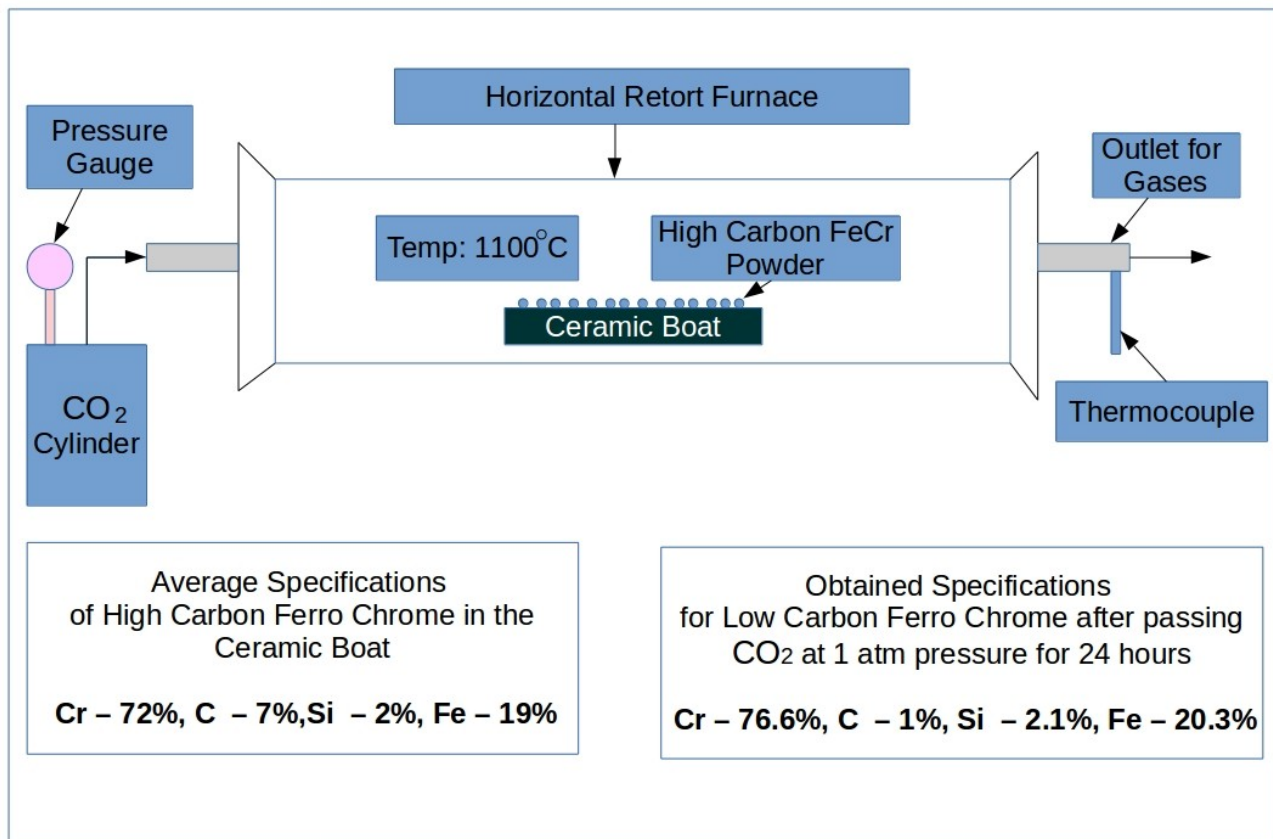 Horizontal Retort Furnace
Pressure
Gauge
Outlet for
Gases
Temp: 1100°C
High Carbon FeCr
Powder
Ceramic Boat
CO2
Cylinder
Thermocouple
Average Specifications
of High Carbon Ferro Chrome in the
Ceramic Boat
Cr – 72%, C – 7%,Si – 2%, Fe – 19%
Obtained Specifications
for Low Carbon Ferro Chrome after passing
CO2 at 1 atm pressure for 24 hours
Cr – 76.6%, C – 1%, Si – 2.1%, Fe – 20.3%